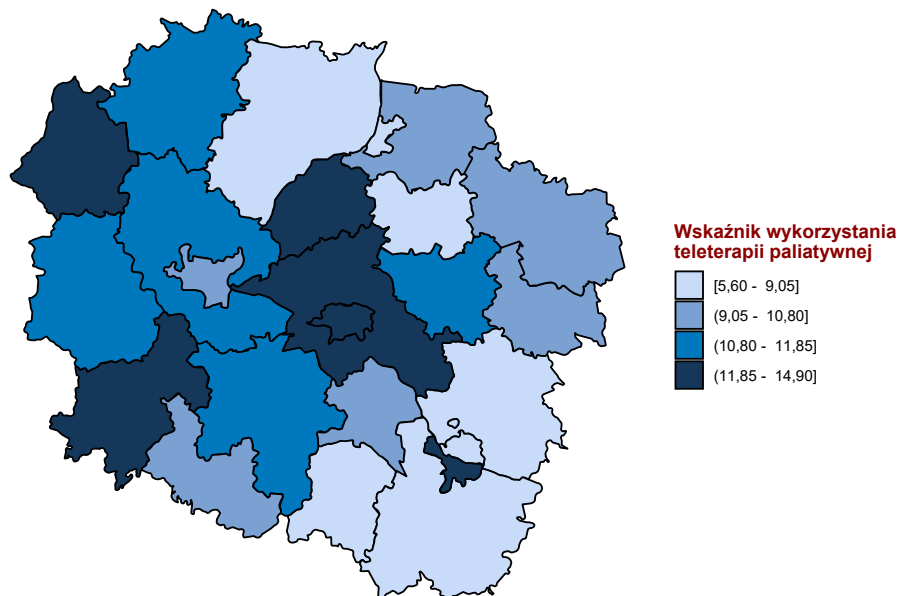 Wskaźnik wykorzystania
teleterapii paliatywnej
[5,60 - 9,05]
(9,05 - 10,80]
(10,80 - 11,85]
(11,85 - 14,90]